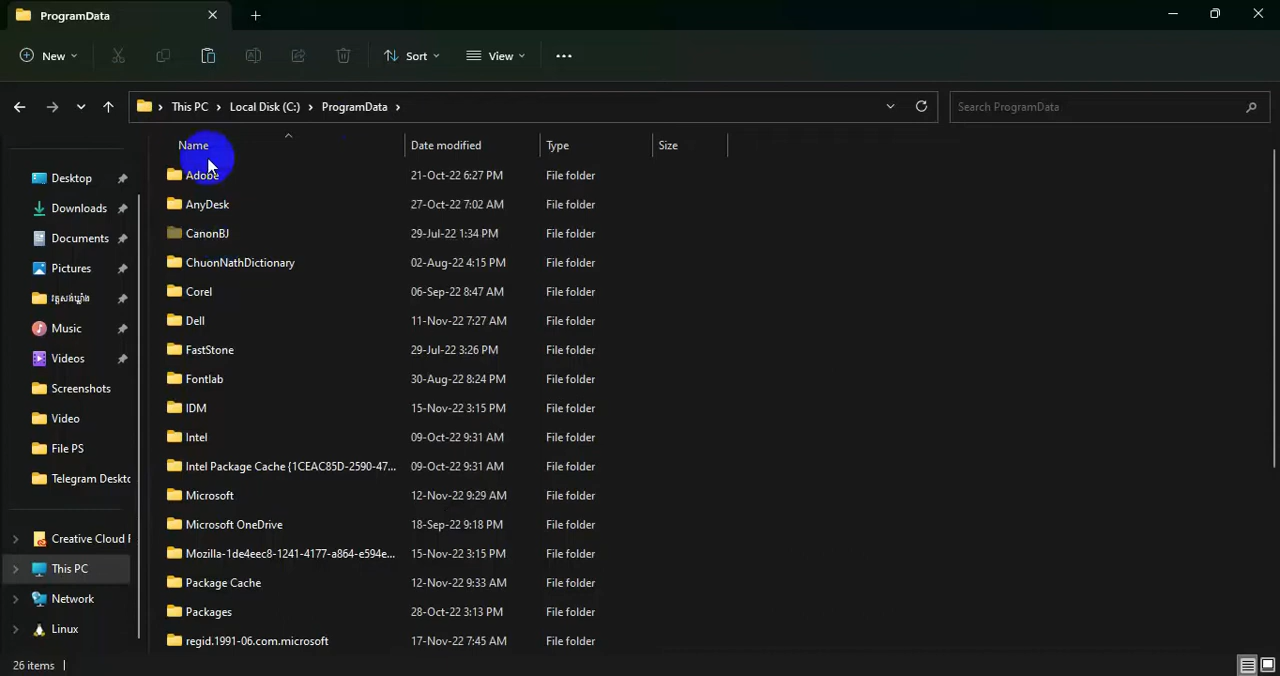 ProgramData
New
Sort
View
This PC
Local Disk (C:)
ProgramData
Search ProgramData
Name
Date modified
Type
Size
Desktop
Downloads
Documents
Pictures
Music
Videos
Screenshots
Video
File PS
Telegram Deskto
Creative Cloud F
This PC
Network
Linux
Adobe 21-Oct-22 6:27 PM File folder
AnyDesk 27-Oct-22 7:02 AM File folder
CanonBJ 29-Jul-22 1:34 PM File folder
ChuonNathDictionary 02-Aug-22 4:15 PM File folder
Corel 06-Sep-22 8:47 AM File folder
Dell 11-Nov-22 7:27 AM File folder
FastStone 29-Jul-22 3:26 PM File folder
Fontlab 30-Aug-22 8:24 PM File folder
IDM 15-Nov-22 3:15 PM File folder
Intel 09-Oct-22 9:31 AM File folder
Intel Package Cache {1CEAC85D-2590-47... 09-Oct-22 9:31 AM File folder
Microsoft 12-Nov-22 9:29 AM File folder
Microsoft OneDrive 18-Sep-22 9:18 PM File folder
Mozilla-1de4eec8-1241-4177-a864-e594e... 15-Nov-22 3:15 PM File folder
Package Cache 12-Nov-22 9:33 AM File folder
Packages 28-Oct-22 3:13 PM File folder
regid.1991-06.com.microsoft 17-Nov-22 7:45 AM File folder
26 items